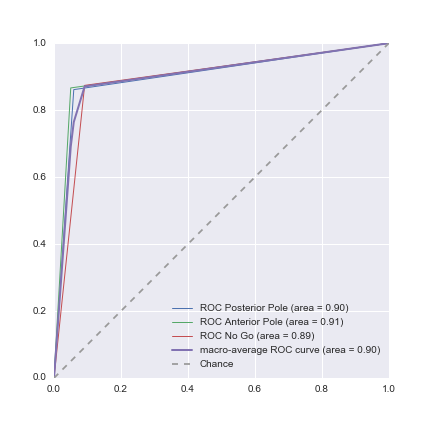 1.0
0.8
0.6
0.4
0.2
0.0
ROC Posterior Pole (area = 0.90)
ROC Anterior Pole (area = 0.91)
ROC No Go (area = 0.89)
macro-average ROC curve (area = 0.90)
Chance
0.0 0.2 0.4 0.6 0.8 1.0